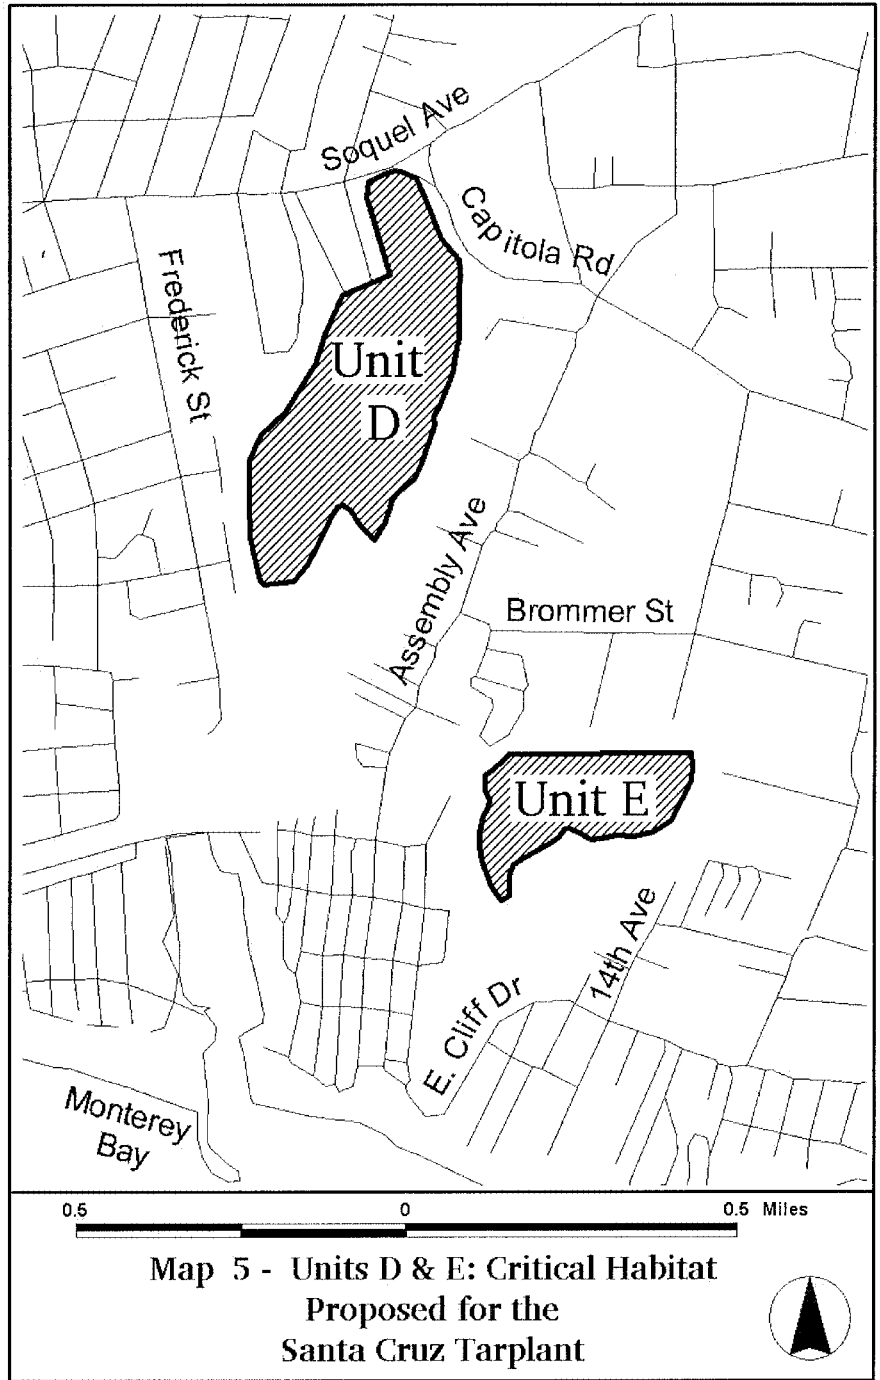 Soquel Ave
Capitola Rd
Frederick St
Unit
D
Assembly Ave
Brommer St
Unit E
14th Ave
E. Cliff Dr
Monterey
Bay
0.5 0 0.5 Miles
Map 5 - Units D & E: Critical Habitat
Proposed for the
Santa Cruz Tarplant